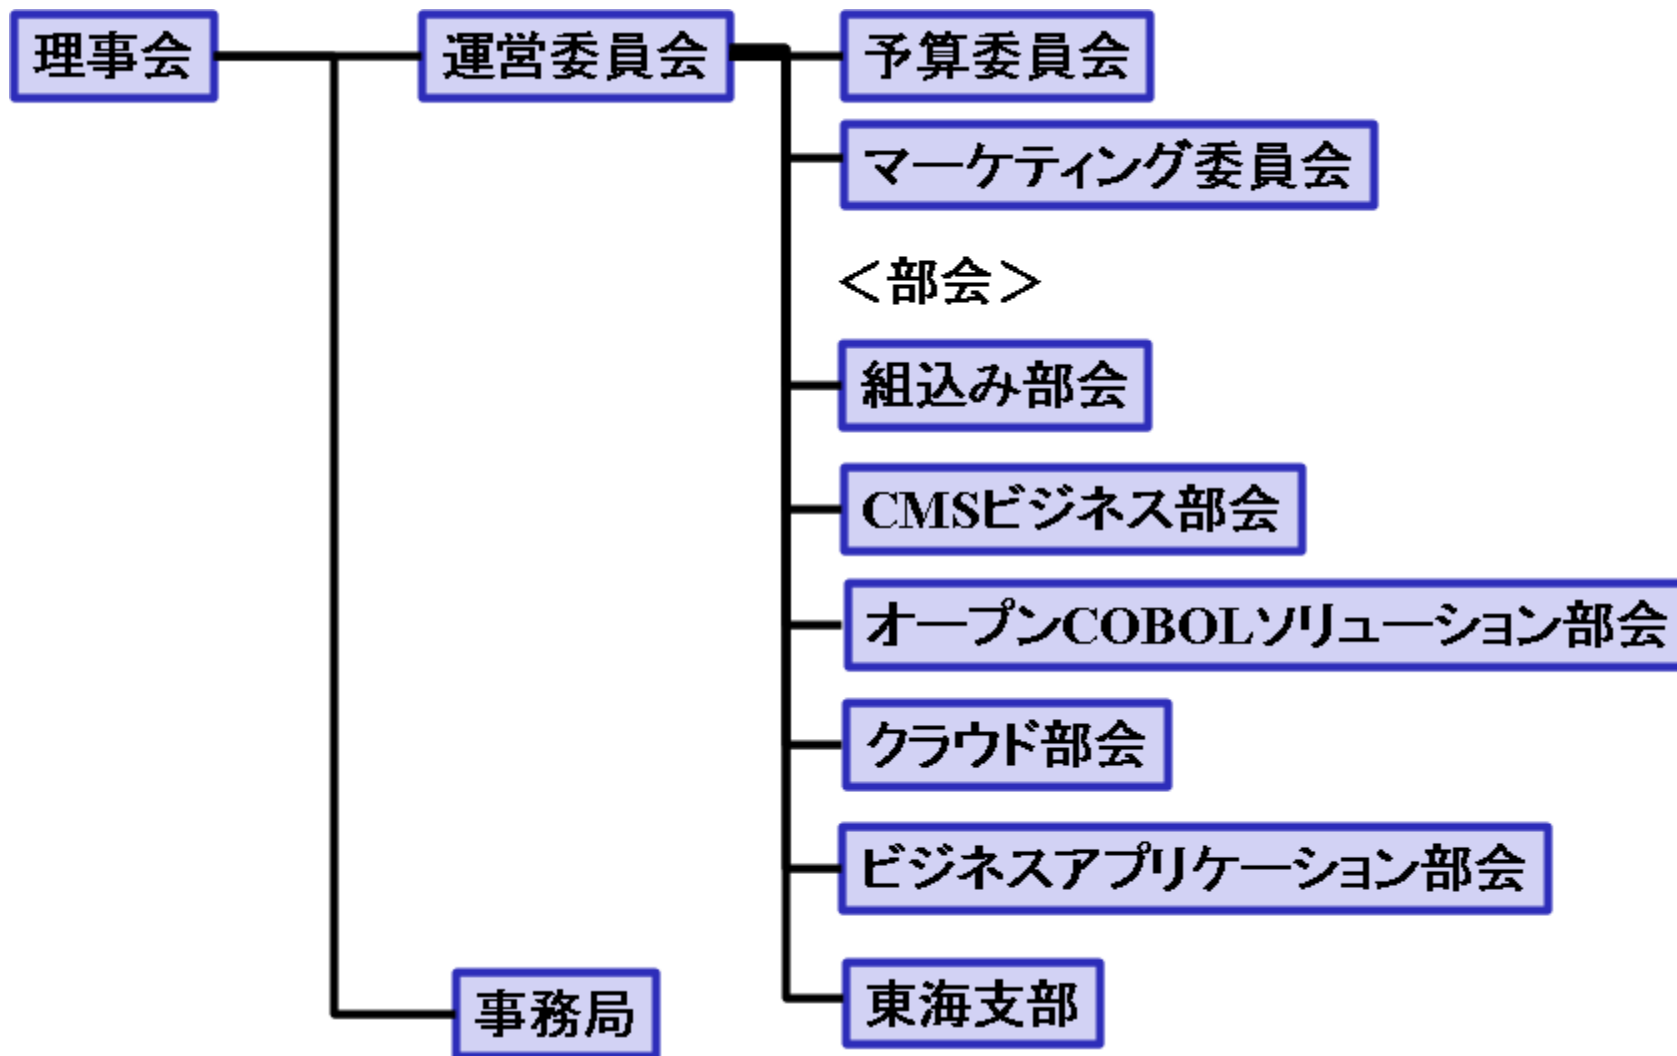 理事会
運営委員会
予算委員会
マーケティング委員会
＜部会＞
組込み部会
CMSビジネス部会
オープンCOBOLソリューション部会
クラウド部会
ビジネスアプリケーション部会
東海支部
事務局